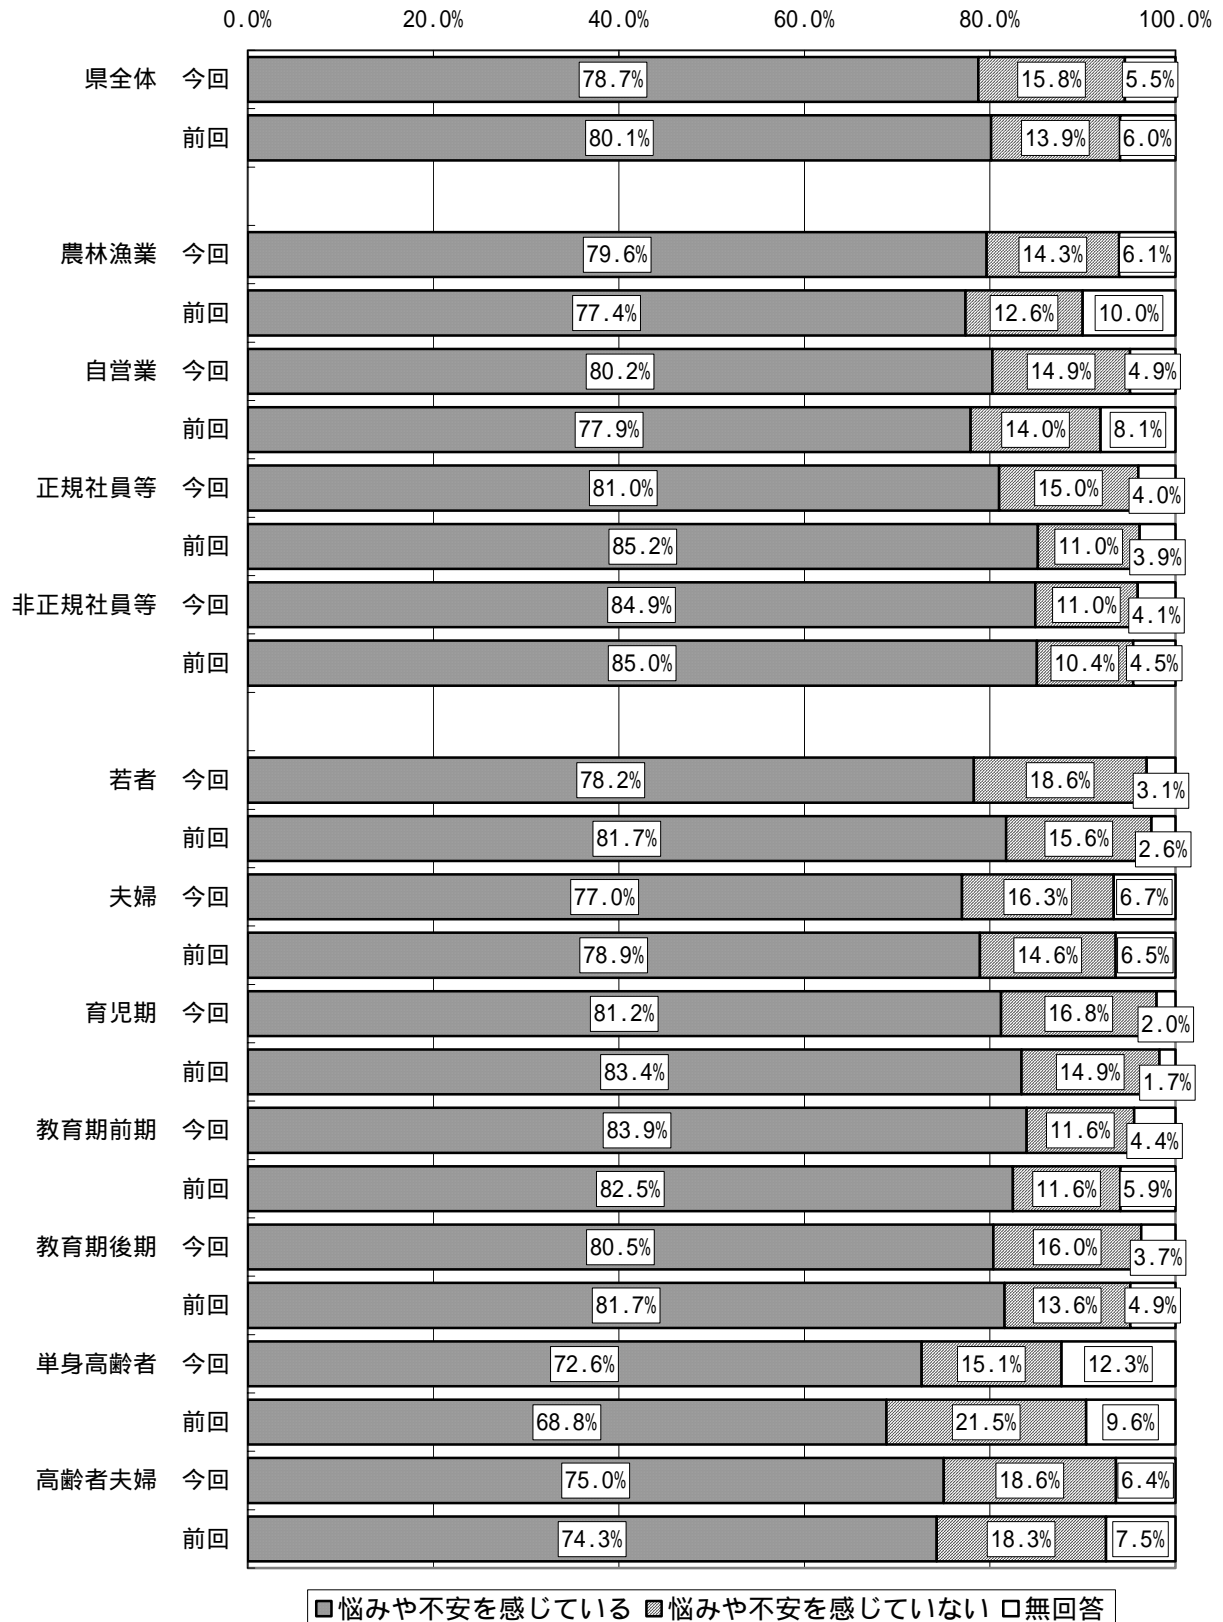 0.0% 20.0% 40.0% 60.0% 80.0% 100.0%
県全体 今回 78.7% 15.8% 5.5%
前回 80.1% 13.9% 6.0%
農林漁業 今回 79.6% 14.3% 6.1%
前回 77.4% 12.6% 10.0%
自営業 今回 80.2% 14.9% 4.9%
前回 77.9% 14.0% 8.1%
正規社員等 今回 81.0% 15.0% 4.0%
前回 85.2% 11.0% 3.9%
非正規社員等 今回 84.9% 11.0% 4.1%
前回 85.0% 10.4% 4.5%
若者 今回 78.2% 18.6% 3.1%
前回 81.7% 15.6% 2.6%
夫婦 今回 77.0% 16.3% 6.7%
前回 78.9% 14.6% 6.5%
育児期 今回 81.2% 16.8% 2.0%
前回 83.4% 14.9% 1.7%
教育期前期 今回 83.9% 11.6% 4.4%
前回 82.5% 11.6% 5.9%
教育期後期 今回 80.5% 16.0% 3.7%
前回 81.7% 13.6% 4.9%
単身高齢者 今回 72.6% 15.1% 12.3%
前回 68.8% 21.5% 9.6%
高齢者夫婦 今回 75.0% 18.6% 6.4%
前回 74.3% 18.3% 7.5%
悩みや不安を感じている 悩みや不安を感じていない 無回答